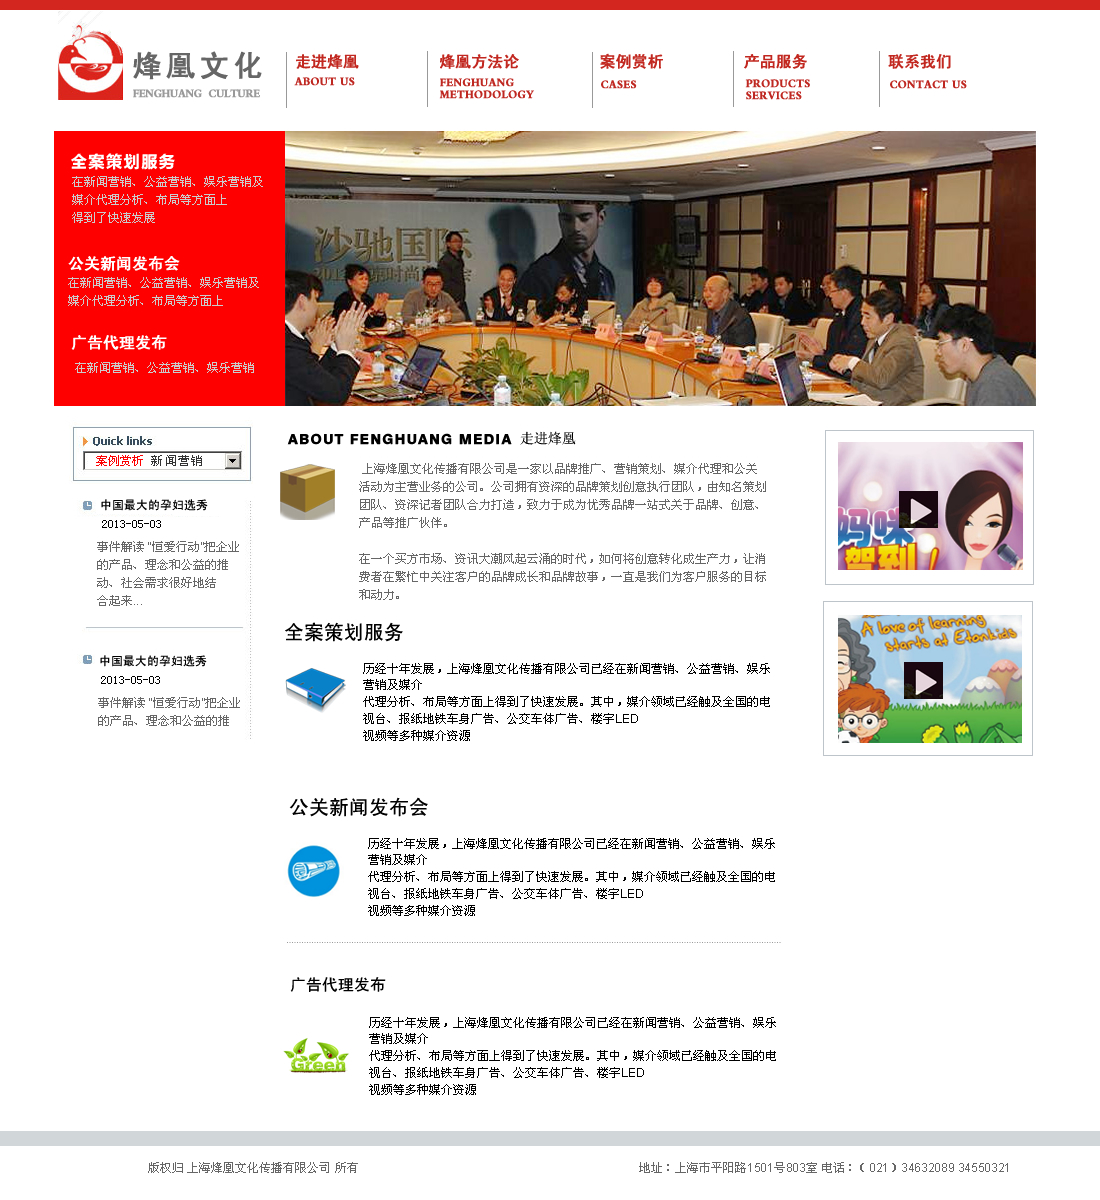 烽凰文化
FENGHUANG CULTURE
走进烽凰
ABOUT US
烽凰方法论
FENGHUANG
METHODOLOGY
案例赏析
CASES
产品服务
PRODUCTS
SERVICES
联系我们
CONTACT US
全案策划服务
在新闻营销、公益营销、娱乐营销及
媒介代理分析、布局等方面上
得到了快速发展
公关新闻发布会
在新闻营销、公益营销、娱乐营销及
媒介代理分析、布局等方面上
广告代理发布
在新闻营销、公益营销、娱乐营销
沙驰国际
Quick links
案例赏析 新闻营销
中国最大的孕妇选秀
2013-05-03
事件解读 "恒爱行动"把企业
的产品、理念和公益的推
动、社会需求很好地结
合起来...
中国最大的孕妇选秀
2013-05-03
事件解读 "恒爱行动"把企业
的产品、理念和公益的推
ABOUT FENGHUANG MEDIA 走进烽凰
上海烽凰文化传播有限公司是一家以品牌推广、营销策划、媒介代理和公关
活动为主营业务的公司。公司拥有资深的品牌策划创意执行团队，由知名策划
团队、资深记者团队合力打造，致力于成为优秀品牌一站式关于品牌、创意、
产品等推广伙伴。
在一个买方市场、资讯大潮风起云涌的时代，如何将创意转化成生产力，让消
费者在繁忙中关注客户的品牌成长和品牌故事，一直是我们为客户服务的目标
和动力。
全案策划服务
历经十年发展，上海烽凰文化传播有限公司已经在新闻营销、公益营销、娱乐
营销及媒介
代理分析、布局等方面上得到了快速发展。其中，媒介领域已经触及全国的电
视台、报纸地铁车身广告、公交车体广告、楼宇LED
视频等多种媒介资源
公关新闻发布会
历经十年发展，上海烽凰文化传播有限公司已经在新闻营销、公益营销、娱乐
营销及媒介
代理分析、布局等方面上得到了快速发展。其中，媒介领域已经触及全国的电
视台、报纸地铁车身广告、公交车体广告、楼宇LED
视频等多种媒介资源
广告代理发布
Green
历经十年发展，上海烽凰文化传播有限公司已经在新闻营销、公益营销、娱乐
营销及媒介
代理分析、布局等方面上得到了快速发展。其中，媒介领域已经触及全国的电
视台、报纸地铁车身广告、公交车体广告、楼宇LED
视频等多种媒介资源
妈咪
驾到！
A love of learning
starts at Etonkids
版权归 上海烽凰文化传播有限公司 所有
地址：上海市平阳路1501号803室 电话：（021）34632089 34550321